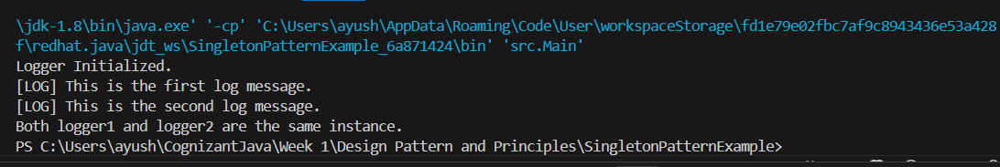 \jdk-1.8\bin\java.exe' '-cp' 'C:\Users\ayush\AppData\Roaming\Code\User\workspaceStorage\fd1e79e02fbc7af9c8943436e53a428
f\redhat.java\jdt_ws\SingletonPatternExample_6a871424\bin' 'src.Main'
Logger Initialized.
[LOG] This is the first log message.
[LOG] This is the second log message.
Both logger1 and logger2 are the same instance.
PS C:\Users\ayush\CognizantJava\Week 1\Design Pattern and Principles\SingletonPatternExample>